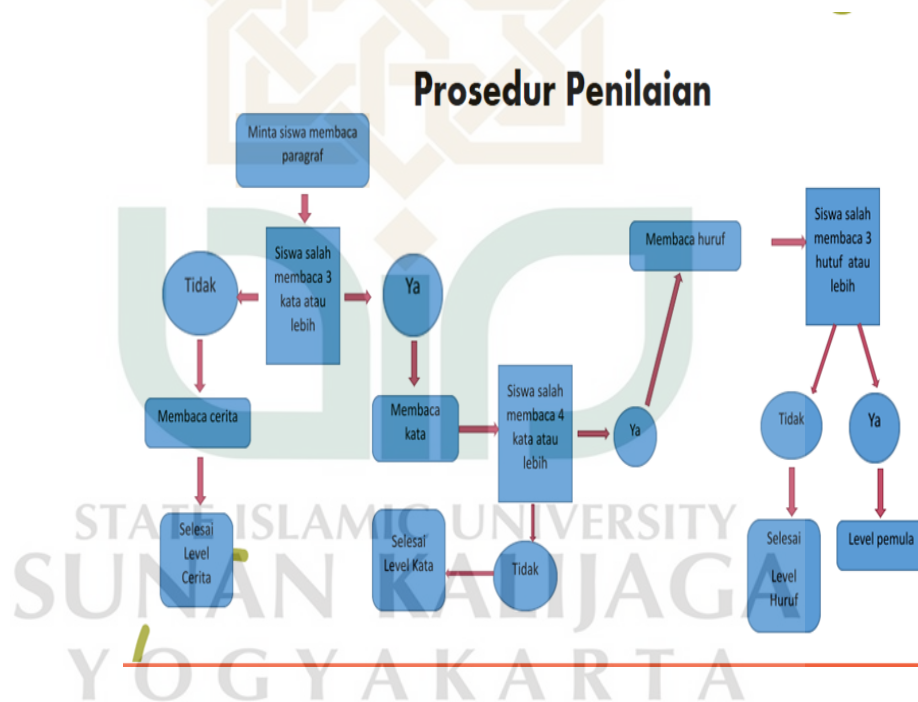 Prosedur Penilaian
Minta siswa membaca
paragraf
Siswa salah
membaca 3
kata atau
lebih
Tidak
Ya
Membaca cerita
Selesai
Level
Cerita
Membaca
kata
Siswa salah
membaca 4
kata atau
lebih
Ya
Tidak
Selesai
Level Kata
Membaca huruf
Siswa salah
membaca 3
hutuf atau
lebih
Tidak
Ya
Selesai
Level
Huruf
Level pemula
STATE ISLAMIC UNIVERSITY
SUNAN KALIJAGA
YOGYAKARTA